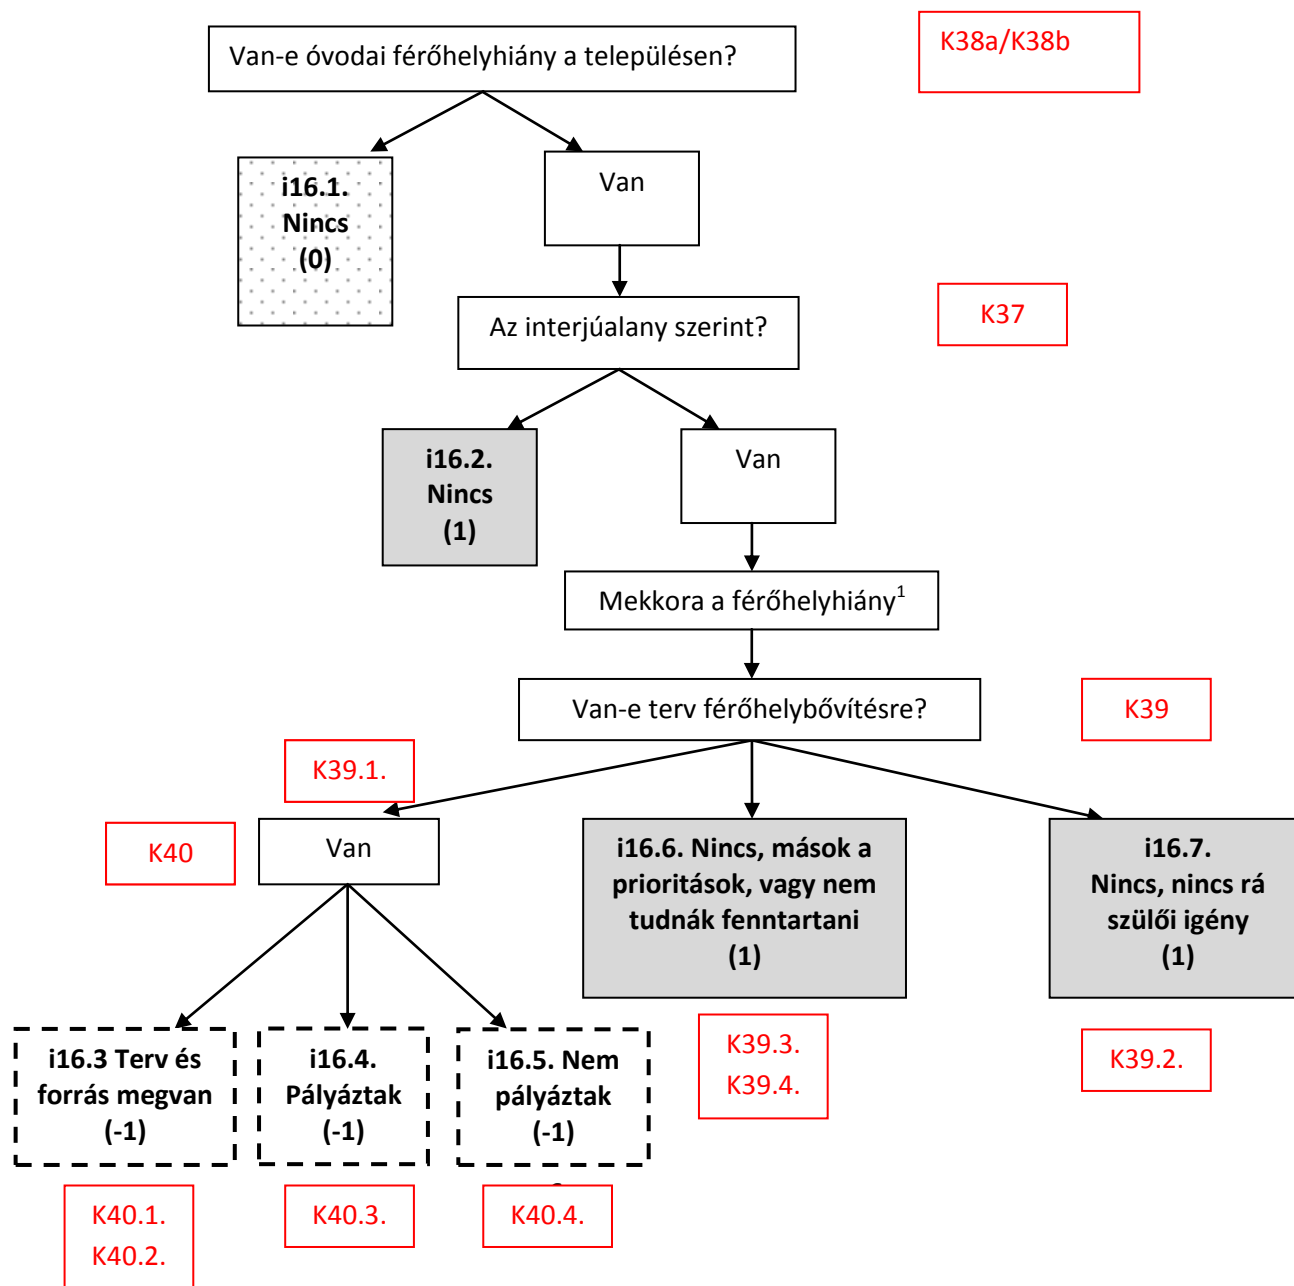 Van-e óvodai férőhelyhiány a településen?
K38a/K38b
i16.1.
Nincs
(0)
Van
Az interjúalany szerint?
K37
i16.2.
Nincs
(1)
Van
Mekkora a férőhelyhiány¹
Van-e terv férőhelybővítésre?
K39
K39.1.
K40
Van
i16.6. Nincs, mások a
prioritások, vagy nem
tudnák fenntartani
(1)
i16.7.
Nincs, nincs rá
szülői igény
(1)
i16.3 Terv és
forrás megvan
(-1)
i16.4.
Pályáztak
(-1)
i16.5. Nem
pályáztak
(-1)
K39.3.
K39.4.
K39.2.
K40.1.
K40.2.
K40.3.
K40.4.